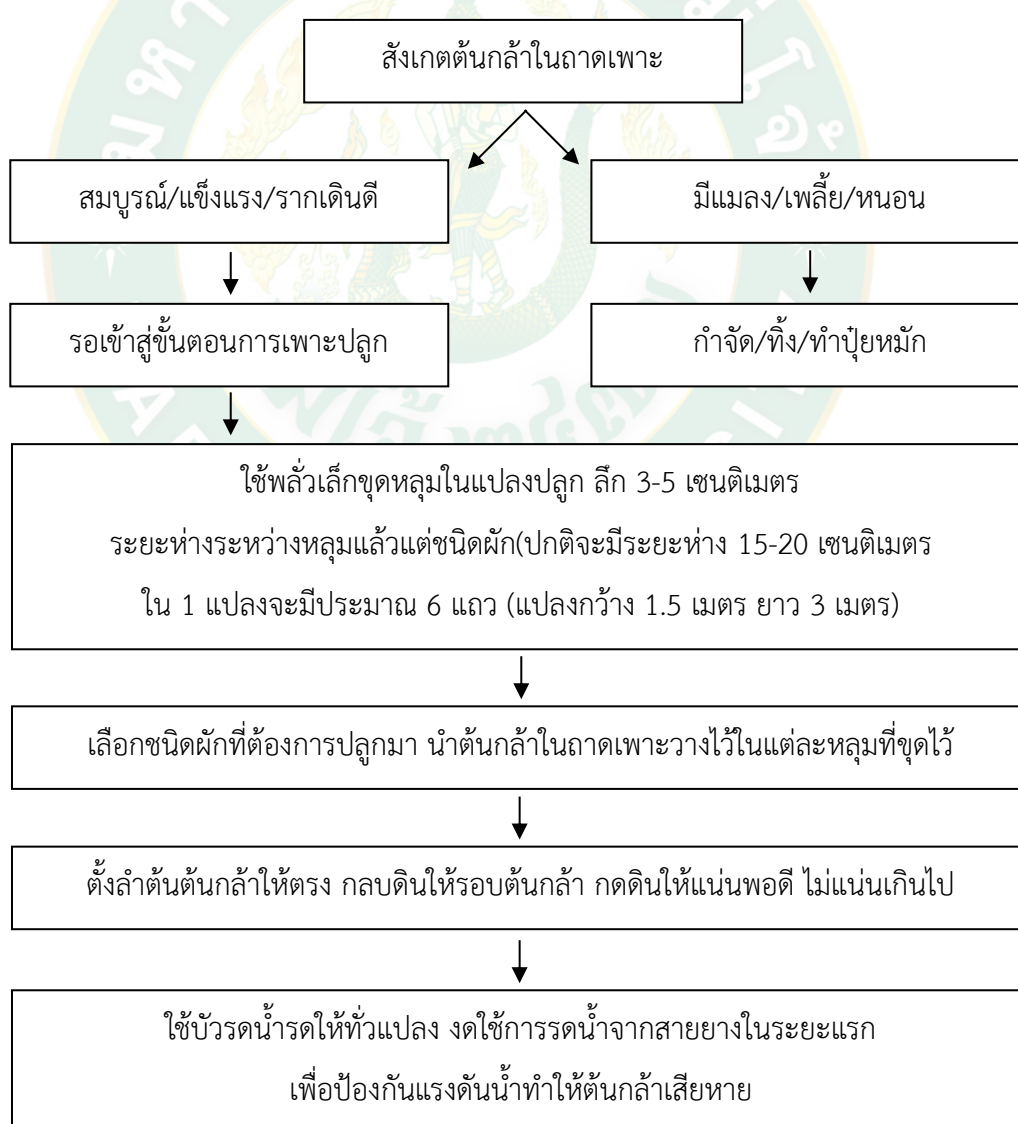 สังเกตต้นกล้าในถาดเพาะ
สมบูรณ์/แข็งแรง/รากเดินดี
มีแมลง/เพลี้ย/หนอน
รอเข้าสู่ขั้นตอนการเพาะปลูก
กำจัด/ทิ้ง/ทำปุ๋ยหมัก
ใช้พลั่วเล็กขุดหลุมในแปลงปลูก ลึก 3-5 เซนติเมตร
ระยะห่างระหว่างหลุมแล้วแต่ชนิดผัก(ปกติจะมีระยะห่าง 15-20 เซนติเมตร
ใน 1 แปลงจะมีประมาณ 6 แถว (แปลงกว้าง 1.5 เมตร ยาว 3 เมตร)
เลือกชนิดผักที่ต้องการปลูกมา นำต้นกล้าในถาดเพาะวางไว้ในแต่ละหลุมที่ขุดไว้
ตั้งลำต้นต้นกล้าให้ตรง กลบดินให้รอบต้นกล้า กดดินให้แน่นพอดี ไม่แน่นเกินไป
ใช้บัวรดน้ำรดให้ทั่วแปลง งดใช้การรดน้ำจากสายยางในระยะแรก
เพื่อป้องกันแรงดันน้ำทำให้ต้นกล้าเสียหาย